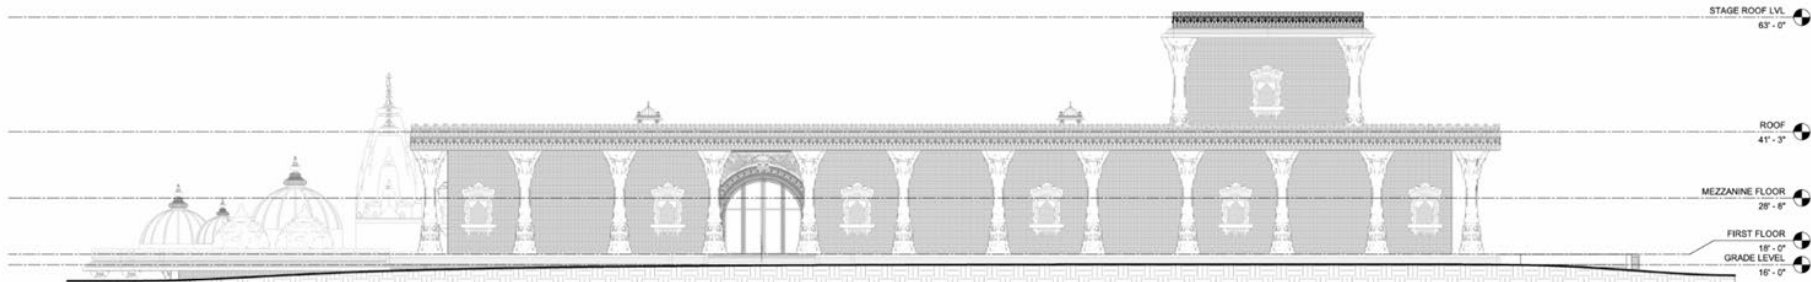 STAGE ROOF LVL
63' - 0"
ROOF
41' - 3"
MEZZANINE FLOOR
28' - 8"
FIRST FLOOR
18' - 0"
GRADE LEVEL
16' - 0"